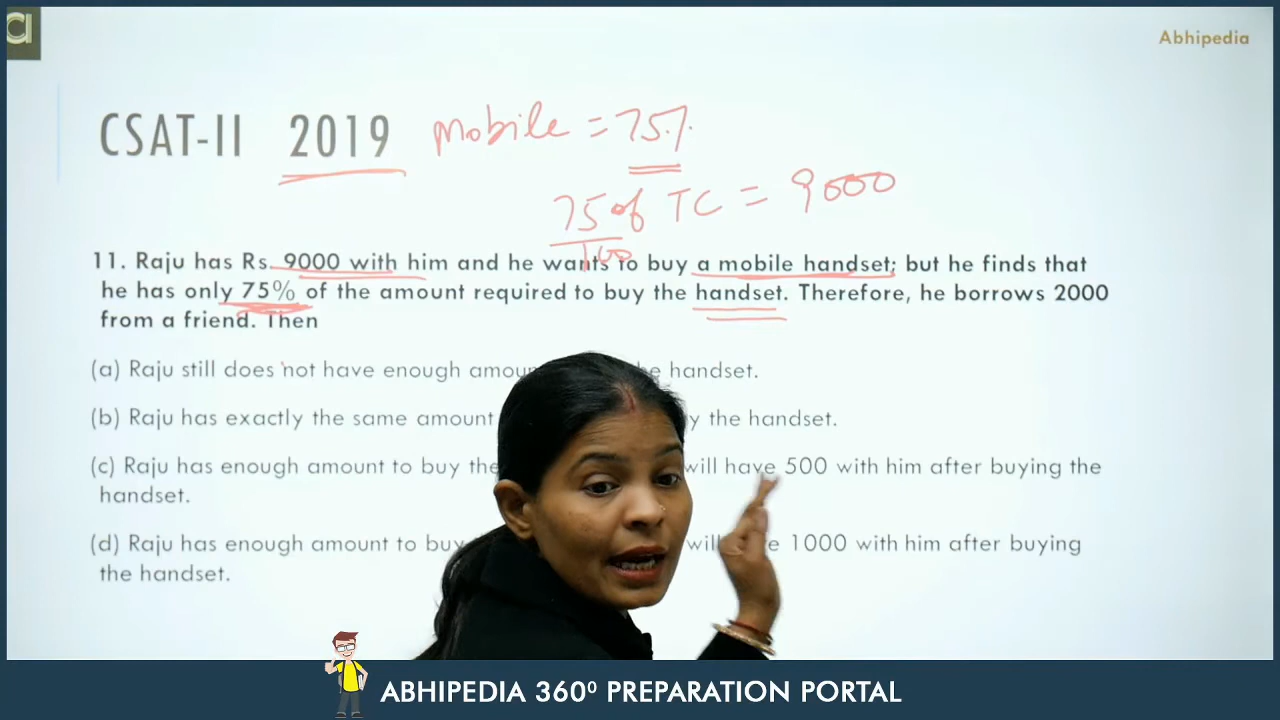 a
Abhipedia
CSAT-II 2019
Mobile = 75%
75/100 of TC = 9000
11. Raju has Rs. 9000 with him and he wants to buy a mobile handset; but he finds that
he has only 75% of the amount required to buy the handset. Therefore, he borrows 2000
from a friend. Then
(a) Raju still does not have enough handset.
(b) Raju has exactly the same amount the handset.
(c) Raju has enough amount to buy the will have 500 with him after buying the
handset.
(d) Raju has enough amount to buy will 1000 with him after buying
the handset.
ABHIPEDIA 360⁰ PREPARATION PORTAL